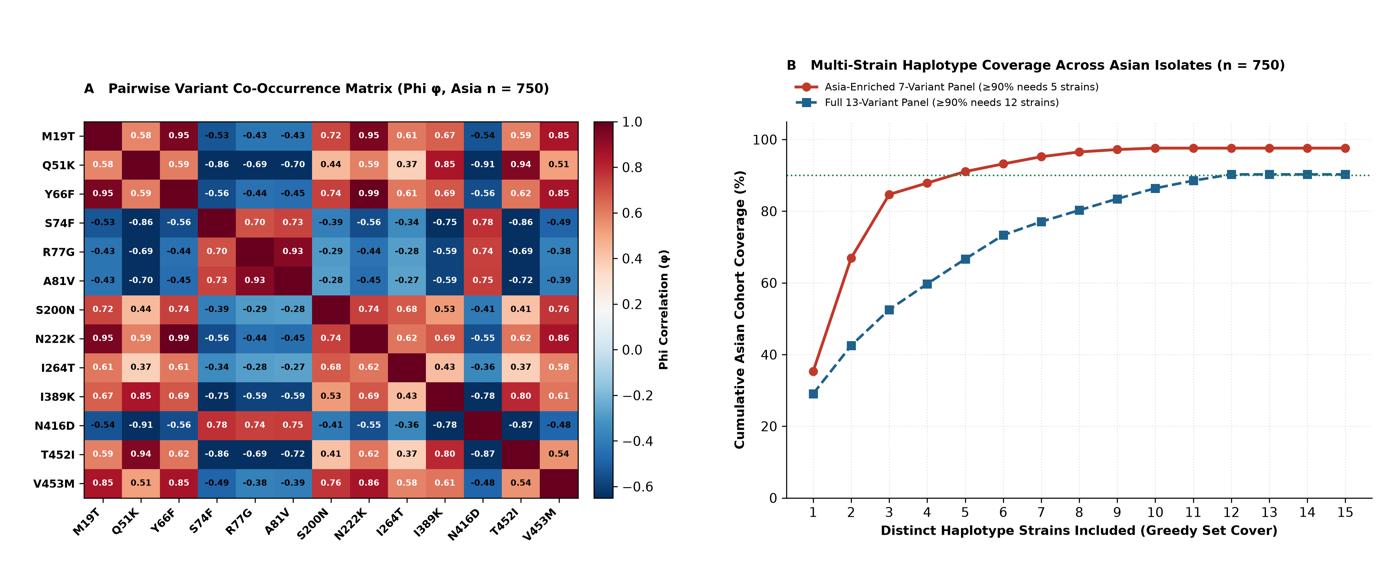 A Pairwise Variant Co-Occurrence Matrix (Phi φ, Asia n = 750)
M19T 0.58 0.95 -0.53 -0.43 -0.43 0.72 0.95 0.61 0.67 -0.54 0.59 0.85
Q51K 0.58 0.59 -0.86 -0.69 -0.70 0.44 0.59 0.37 0.85 -0.91 0.94 0.51
Y66F 0.95 0.59 -0.56 -0.44 -0.45 0.74 0.99 0.61 0.69 -0.56 0.62 0.85
S74F -0.53 -0.86 -0.56 0.70 0.73 -0.39 -0.56 -0.34 -0.75 0.78 -0.86 -0.49
R77G -0.43 -0.69 -0.44 0.70 0.93 -0.29 -0.44 -0.28 -0.59 0.74 -0.69 -0.38
A81V -0.43 -0.70 -0.45 0.73 0.93 -0.28 -0.45 -0.27 -0.59 0.75 -0.72 -0.39
S200N 0.72 0.44 0.74 -0.39 -0.29 -0.28 0.74 0.68 0.53 -0.41 0.41 0.76
N222K 0.95 0.59 0.99 -0.56 -0.44 -0.45 0.74 0.62 0.69 -0.55 0.62 0.86
I264T 0.61 0.37 0.61 -0.34 -0.28 -0.27 0.68 0.62 0.43 -0.36 0.37 0.58
I389K 0.67 0.85 0.69 -0.75 -0.59 -0.59 0.53 0.69 0.43 -0.78 0.80 0.61
N416D -0.54 -0.91 -0.56 0.78 0.74 0.75 -0.41 -0.55 -0.36 -0.78 -0.87 -0.48
T452I 0.59 0.94 0.62 -0.86 -0.69 -0.72 0.41 0.62 0.37 0.80 -0.87 0.54
V453M 0.85 0.51 0.85 -0.49 -0.38 -0.39 0.76 0.86 0.58 0.61 -0.48 0.54
M19T Q51K Y66F S74F R77G A81V S200N N222K I264T I389K N416D T452I V453M
1.0
0.8
0.6
0.4
0.2
0.0
−0.2
−0.4
−0.6
Phi Correlation (φ)
B Multi-Strain Haplotype Coverage Across Asian Isolates (n = 750)
Asia-Enriched 7-Variant Panel (≥90% needs 5 strains)
Full 13-Variant Panel (≥90% needs 12 strains)
Cumulative Asian Cohort Coverage (%)
100
80
60
40
20
0
1 2 3 4 5 6 7 8 9 10 11 12 13 14 15
Distinct Haplotype Strains Included (Greedy Set Cover)